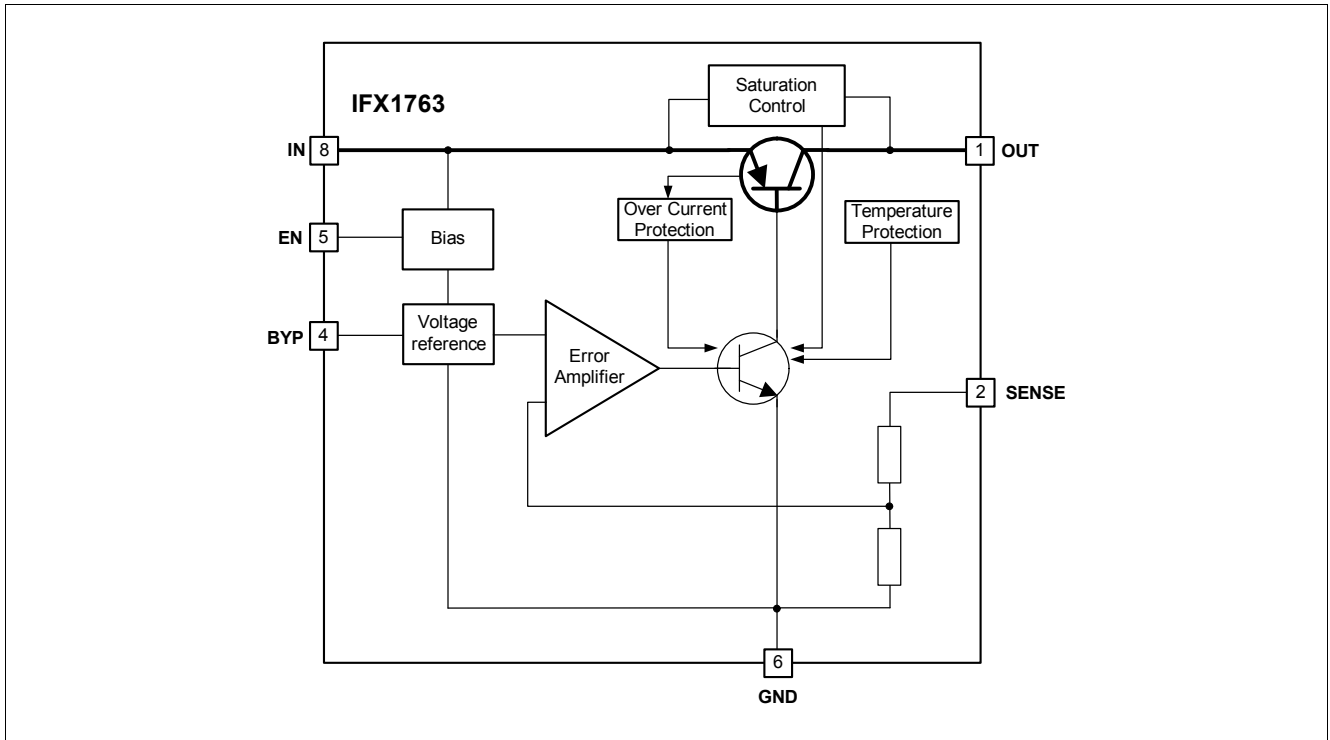 IFX1763
Saturation
Control
IN 8
1 OUT
Over Current
Protection
Temperature
Protection
EN 5
Bias
BYP 4
Voltage
reference
Error
Amplifier
2 SENSE
6
GND